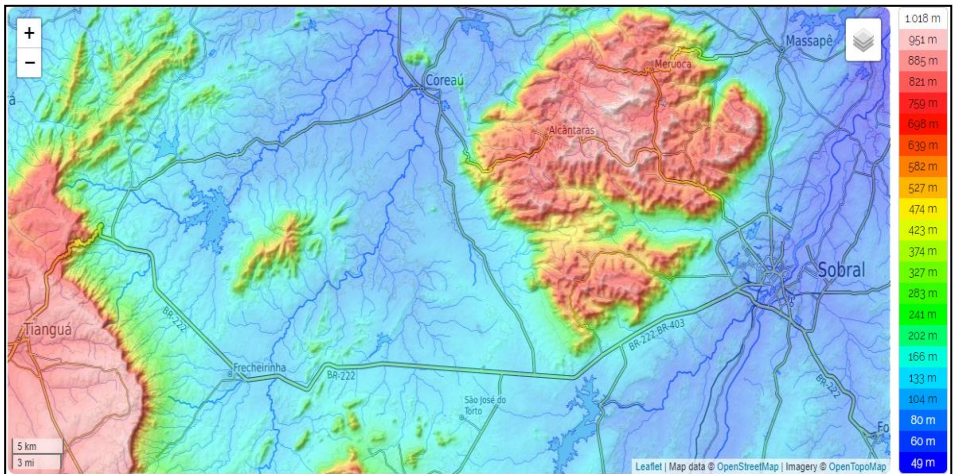 +
−
Massapê
Meruoca
Coreaú
á
Alcântaras
Sobral
Tianguá
BR-222
BR-222;BR-403
Frecheirinha
BR-222
BR-222
São José do
Torto
Fo
5 km
3 mi
Leaflet | Map data © OpenStreetMap | Imagery © OpenTopoMap
1.018 m
951 m
885 m
821 m
759 m
698 m
639 m
582 m
527 m
474 m
423 m
374 m
327 m
283 m
241 m
202 m
166 m
133 m
104 m
80 m
60 m
49 m